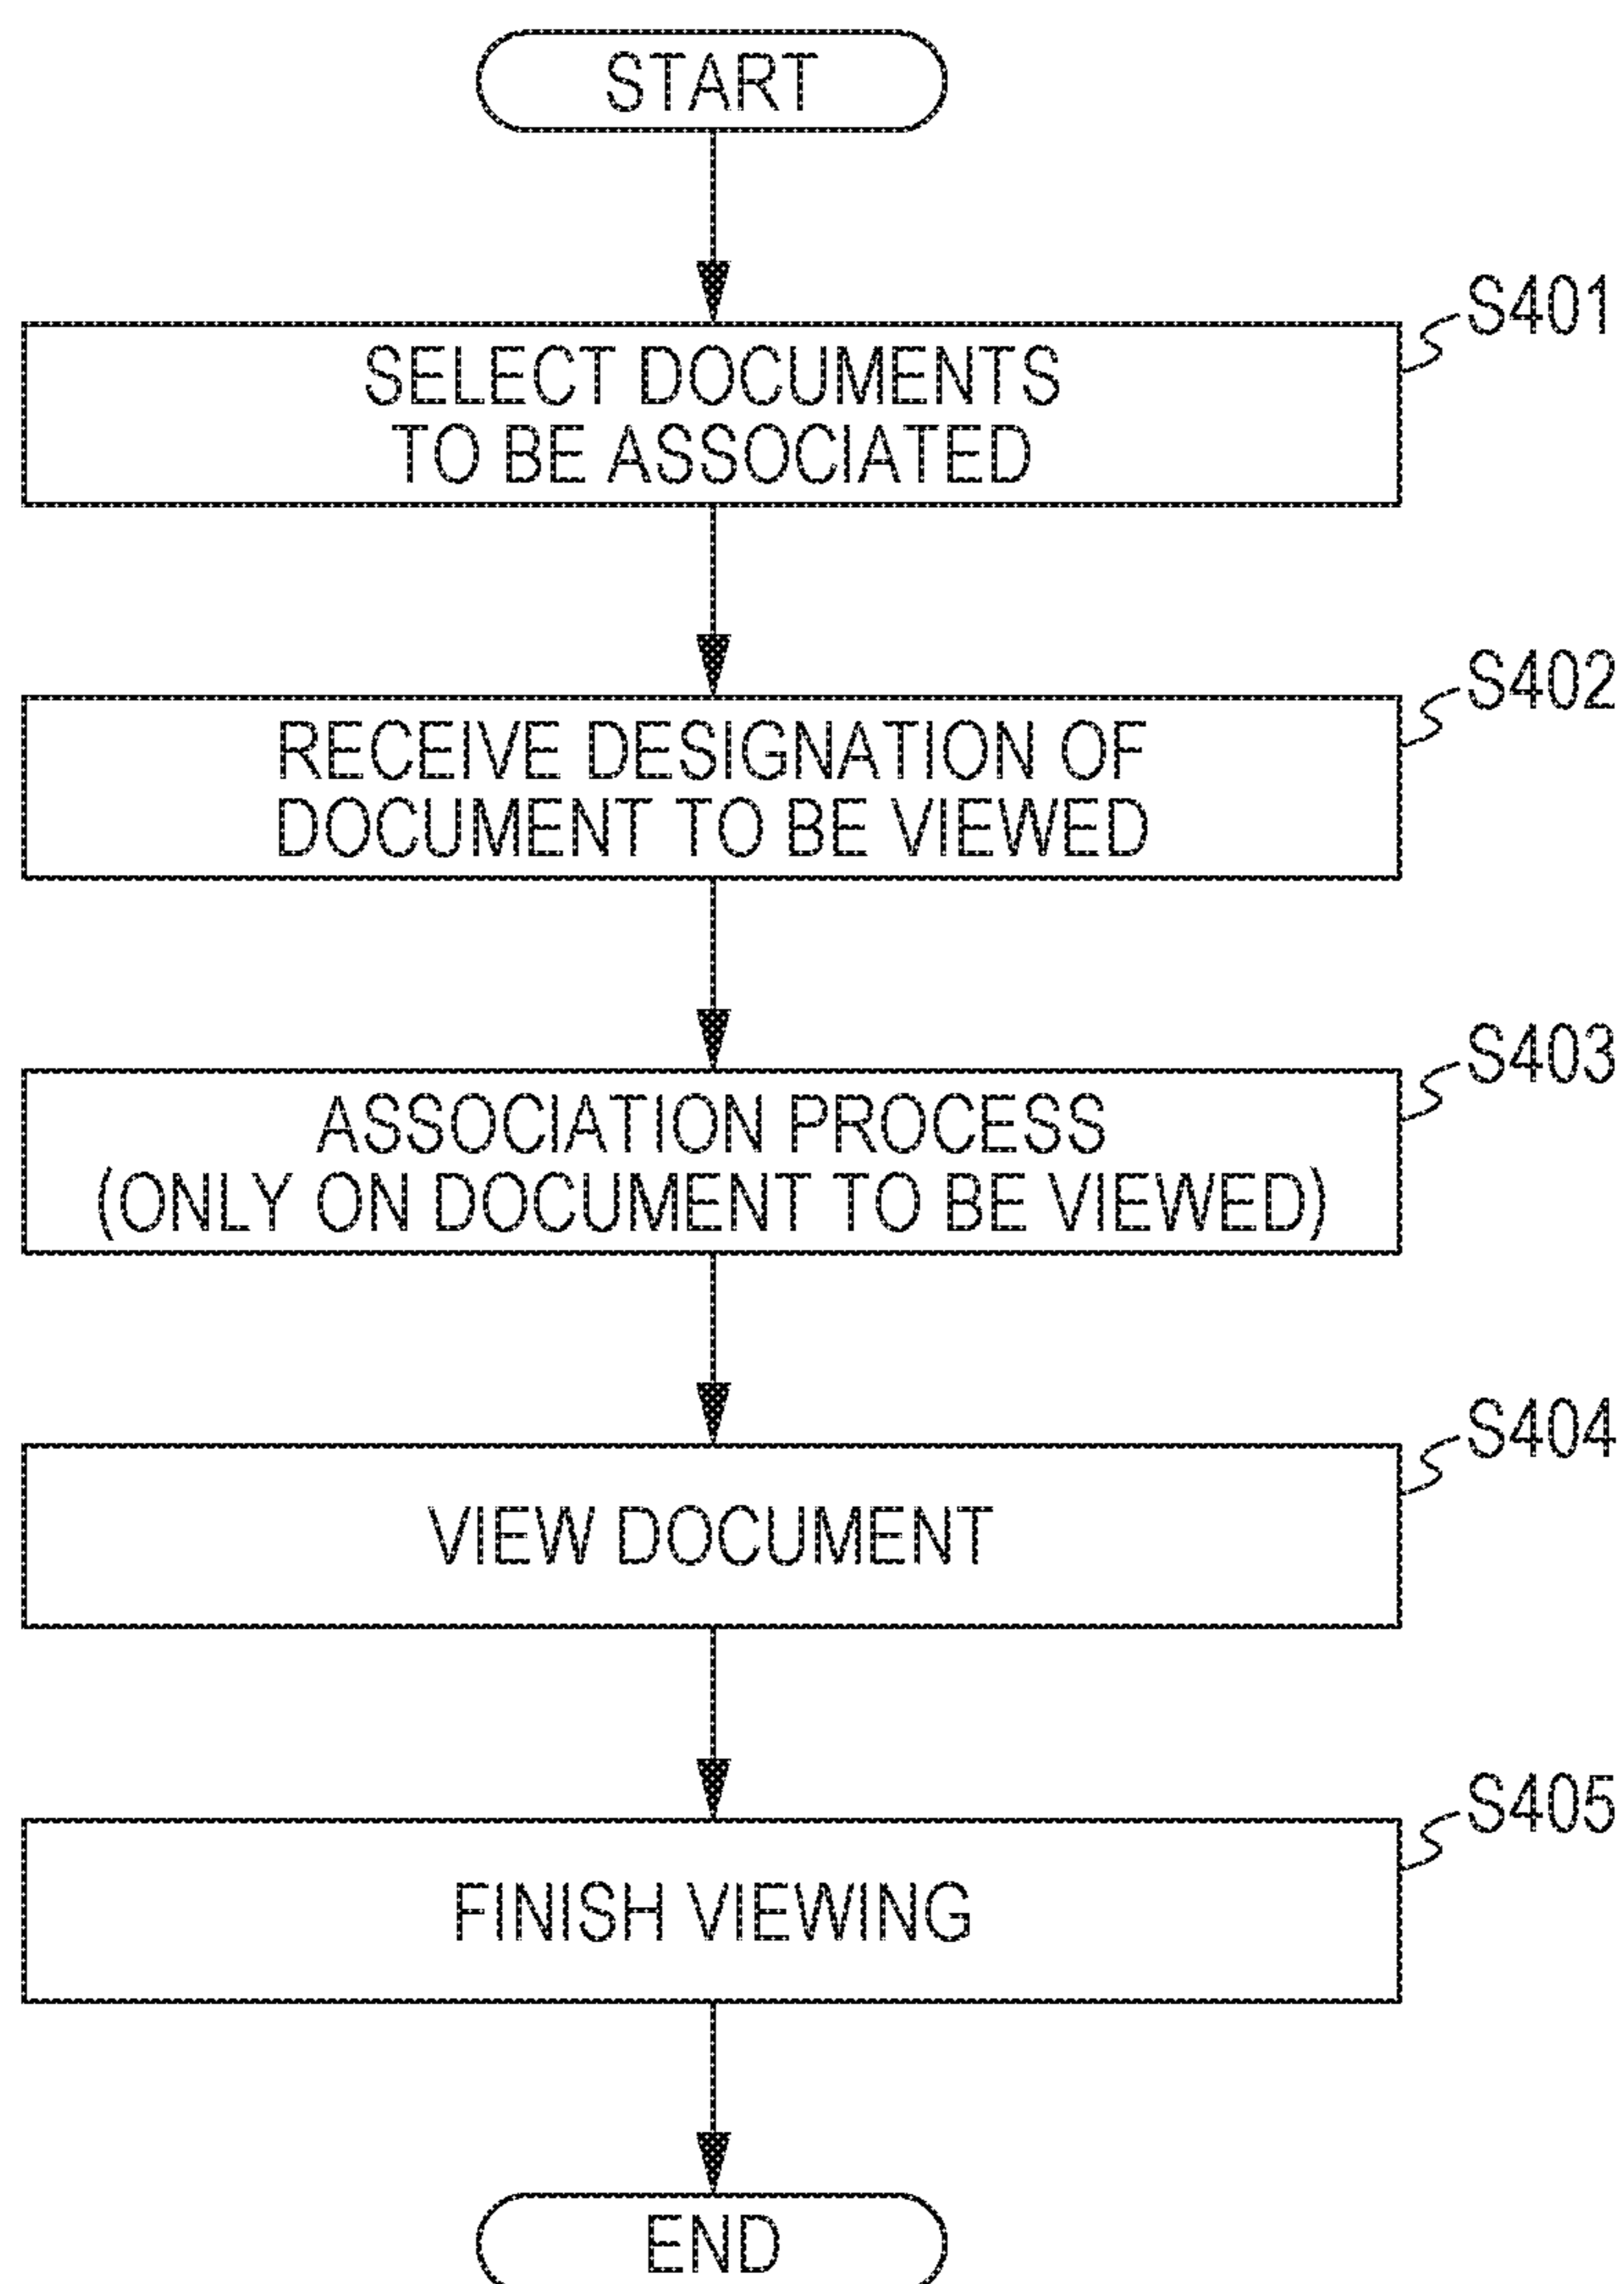 START
S401
SELECT DOCUMENTS
TO BE ASSOCIATED
S402
RECEIVE DESIGNATION OF
DOCUMENT TO BE VIEWED
S403
ASSOCIATION PROCESS
(ONLY ON DOCUMENT TO BE VIEWED)
S404
VIEW DOCUMENT
S405
FINISH VIEWING
END